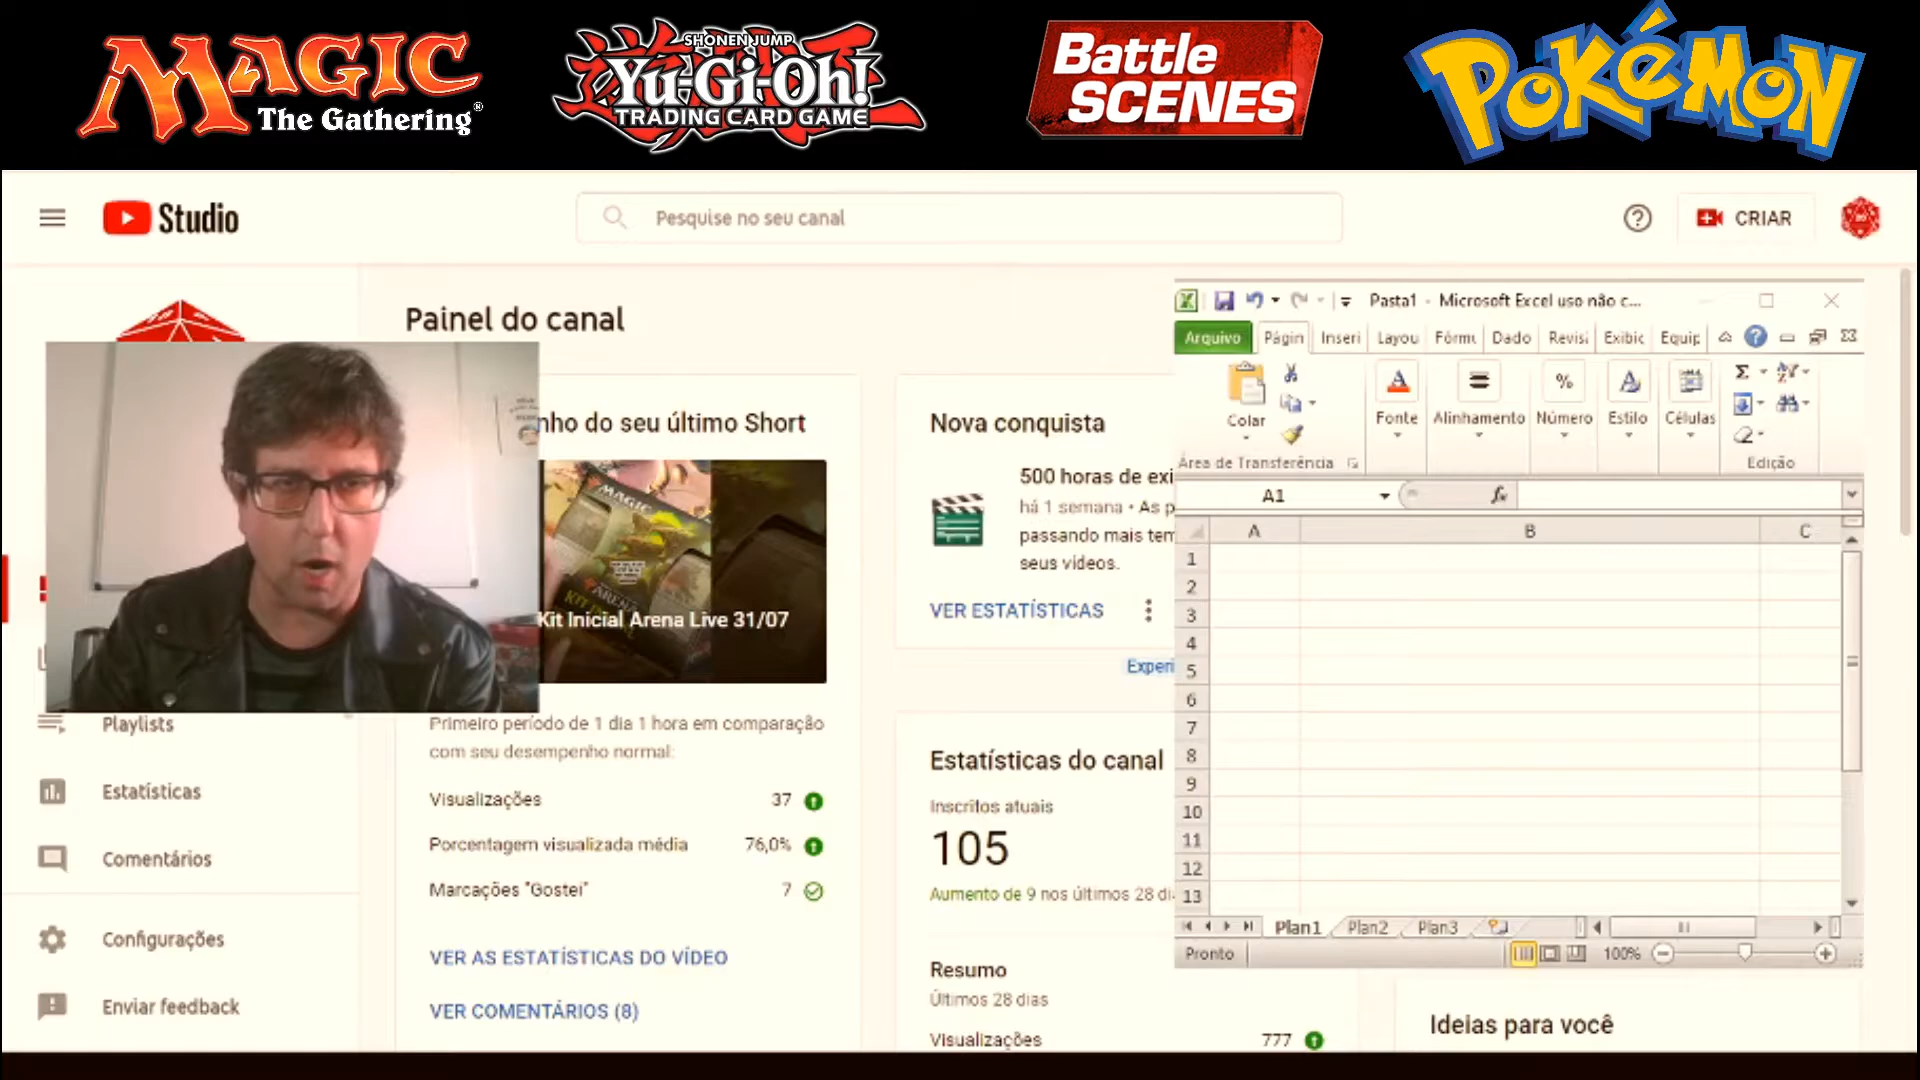 MAGIC
The Gathering®
SHONEN JUMP
Yu-Gi-Oh!
TRADING CARD GAME
Battle
SCENES
POKÉMON
Studio
Pesquise no seu canal
CRIAR
Painel do canal
nho do seu último Short
MAGIC
ARENA
Kit Inicial Arena Live 31/07
Primeiro período de 1 dia 1 hora em comparação
com seu desempenho normal:
Visualizações 37
Porcentagem visualizada média 76,0%
Marcações "Gostei" 7
VER AS ESTATÍSTICAS DO VÍDEO
VER COMENTÁRIOS (8)
Playlists
Estatísticas
Comentários
Configurações
Enviar feedback
Nova conquista
500 horas de exi
há 1 semana • As p
passando mais tem
seus vídeos.
VER ESTATÍSTICAS
Experi
Estatísticas do canal
Inscritos atuais
105
Aumento de 9 nos últimos 28 di
Resumo
Últimos 28 dias
Visualizações 777
Ideias para você
Pasta1 - Microsoft Excel uso não c...
Arquivo Págin Inseri Layou Fórmu Dado Revisi Exibic Equip
Colar
Fonte Alinhamento Número Estilo Células
% Σ
Área de Transferência Edição
A1 fx
A B C
1
2
3
4
5
6
7
8
9
10
11
12
13
Plan1 Plan2 Plan3
Pronto 100%